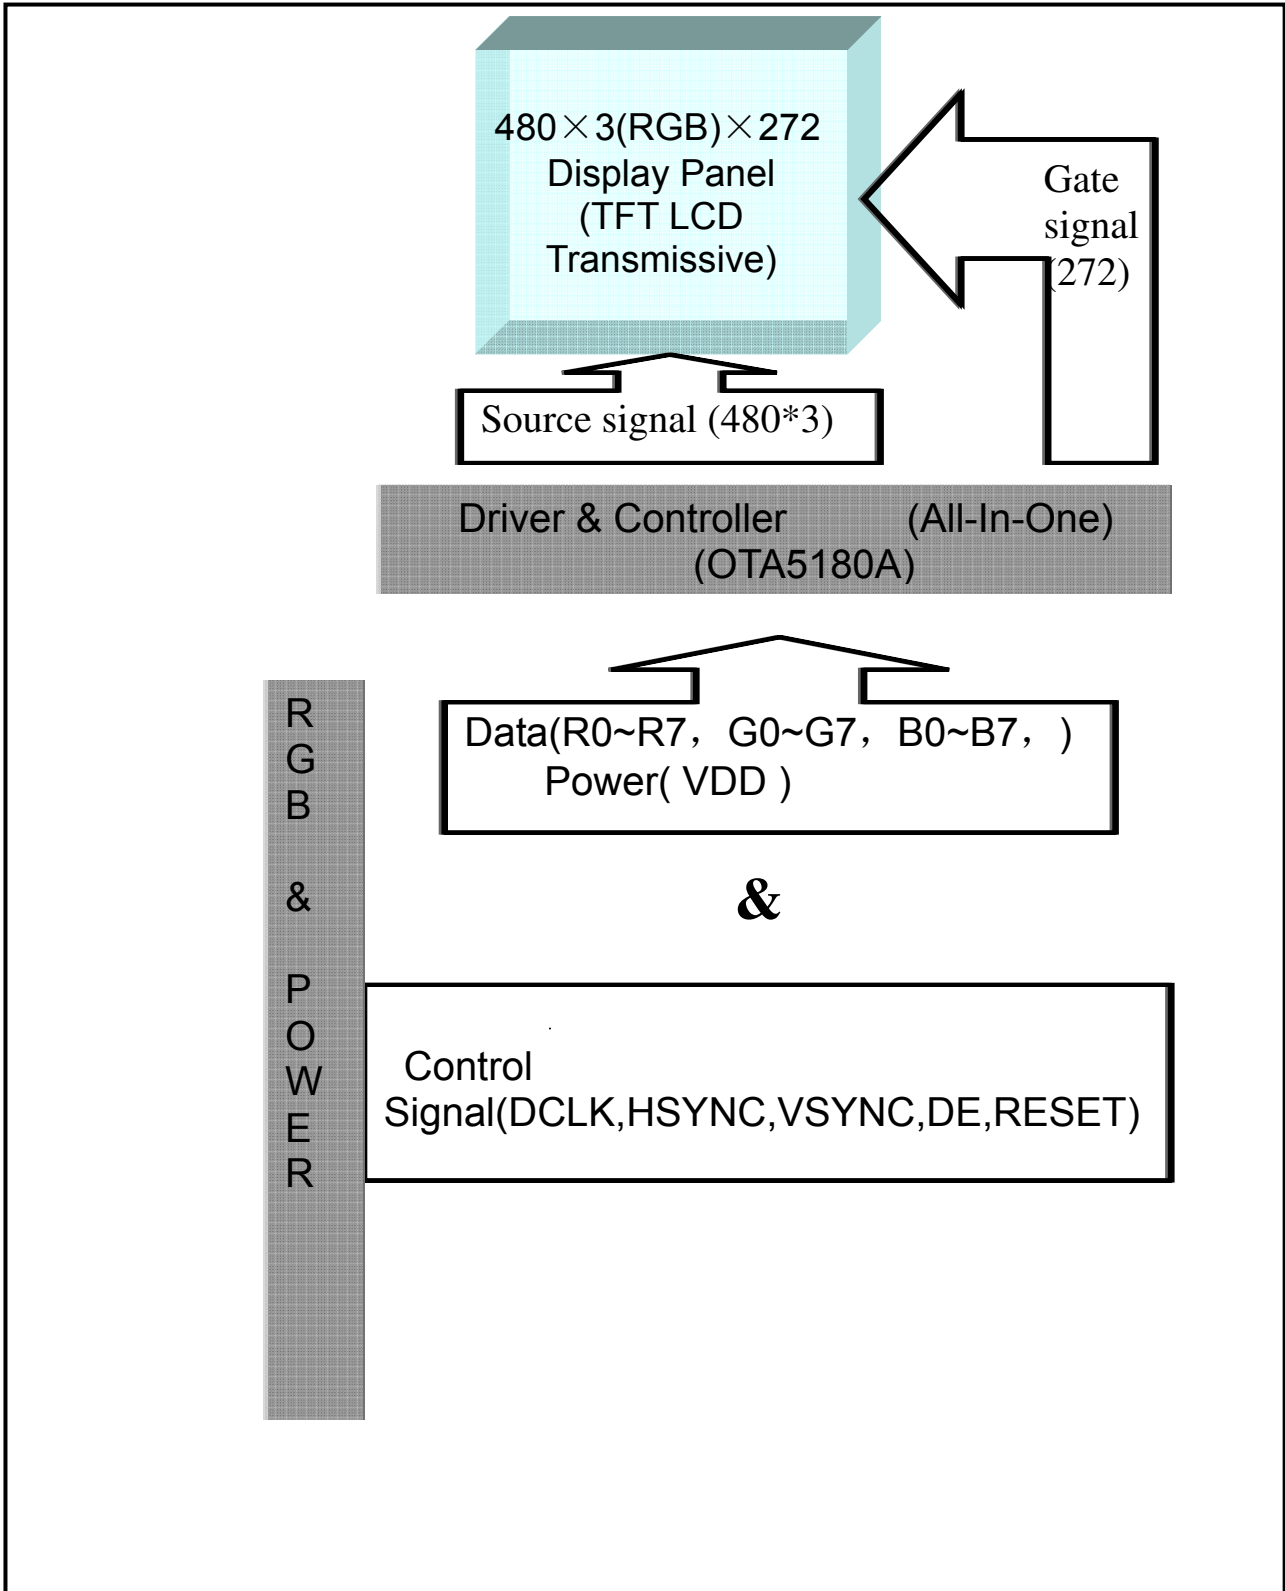 480×3(RGB)×272
Display Panel
(TFT LCD
Transmissive)
Gate
signal
(272)
Source signal (480*3)
Driver & Controller (All-In-One)
(OTA5180A)
R
G
B
&
P
O
W
E
R
Data(R0~R7，G0~G7，B0~B7，)
Power( VDD )
&
Control
Signal(DCLK,HSYNC,VSYNC,DE,RESET)